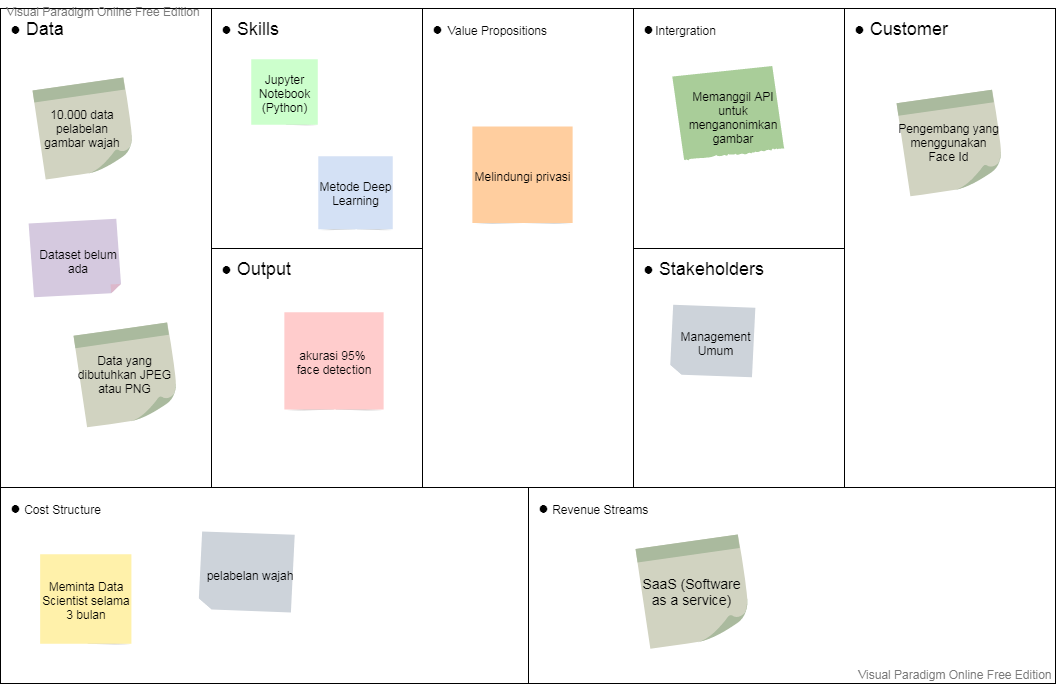 Visual Paradigm Online Free Edition
Data
10.000 data
pelabelan
gambar wajah
Dataset belum
ada
Data yang
dibutuhkan JPEG
atau PNG
Skills
Jupyter
Notebook
(Python)
Metode Deep
Learning
Output
akurasi 95%
face detection
Value Propositions
Melindungi privasi
Intergration
Memanggil API
untuk
menganonimkan
gambar
Stakeholders
Management
Umum
Customer
Pengembang yang
menggunakan
Face Id
Cost Structure
Meminta Data
Scientist selama
3 bulan
pelabelan wajah
Revenue Streams
SaaS (Software
as a service)
Visual Paradigm Online Free Edition